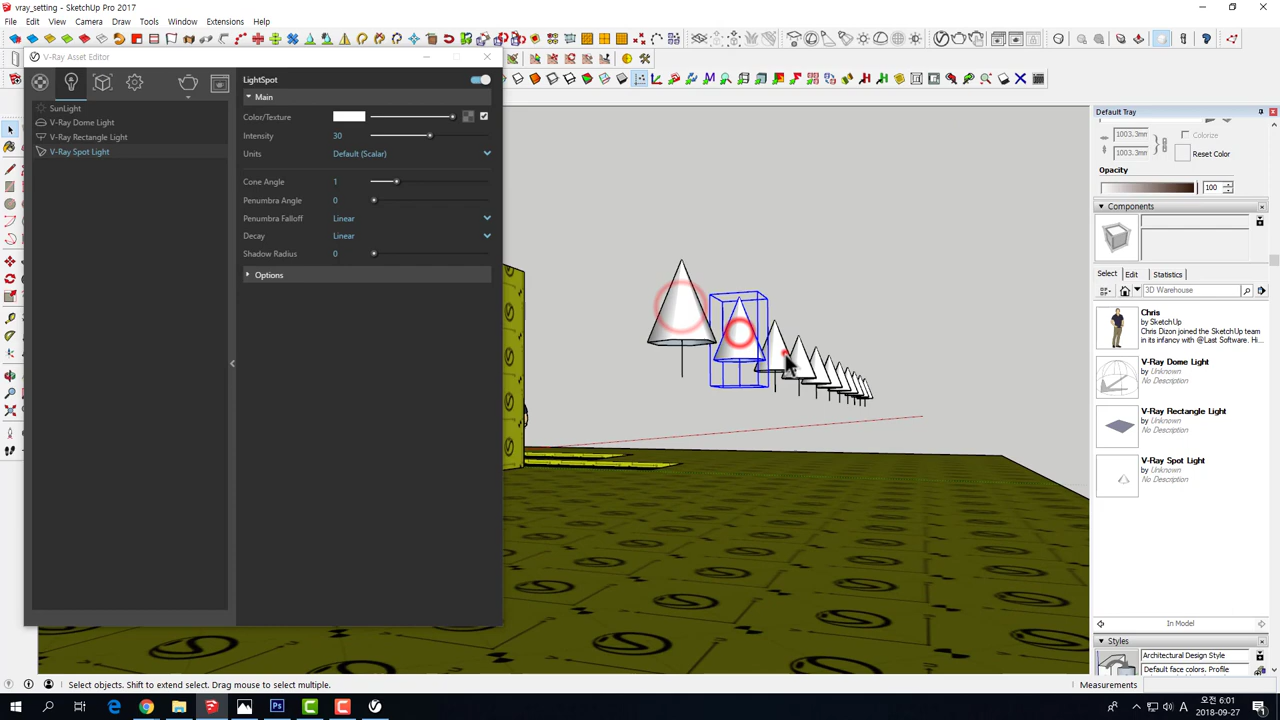 vray_setting - SketchUp Pro 2017
File Edit View Camera Draw Tools Window Extensions Help
V-Ray Asset Editor
SunLight
V-Ray Dome Light
V-Ray Rectangle Light
V-Ray Spot Light
LightSpot
Main
Color/Texture
Intensity 30
Units Default (Scalar)
Cone Angle 1
Penumbra Angle 0
Penumbra Falloff Linear
Decay Linear
Shadow Radius 0
Options
Default Tray
1003.3mm
Colorize
1003.3mm
Reset Color
Opacity
100
Components
Select Edit Statistics
3D Warehouse
Chris
by SketchUp
Chris Dizon joined the SketchUp team
in its infancy with @Last Software. Hi...
V-Ray Dome Light
by Unknown
No Description
V-Ray Rectangle Light
by Unknown
No Description
V-Ray Spot Light
by Unknown
No Description
In Model
Styles
Architectural Design Style
Default face colors. Profile
Select objects. Shift to extend select. Drag mouse to select multiple.
Measurements
A 오전 6:01
2018-09-27